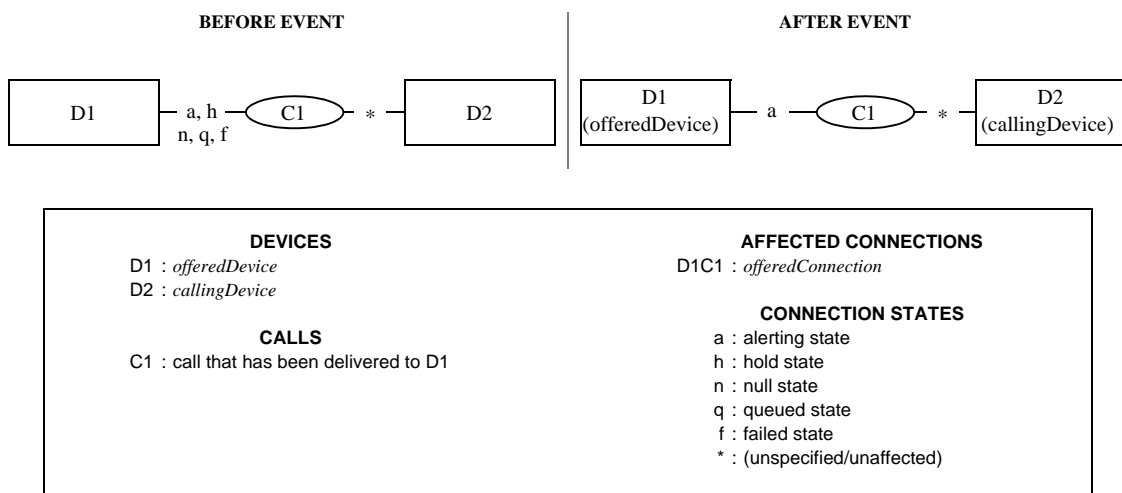 BEFORE EVENT
AFTER EVENT
D1
a, h
n, q, f
C1
*
D2
D1
(offeredDevice)
a
C1
*
D2
(callingDevice)
DEVICES
D1 : offeredDevice
D2 : callingDevice
CALLS
C1 : call that has been delivered to D1
AFFECTED CONNECTIONS
D1C1 : offeredConnection
CONNECTION STATES
a : alerting state
h : hold state
n : null state
q : queued state
f : failed state
* : (unspecified/unaffected)